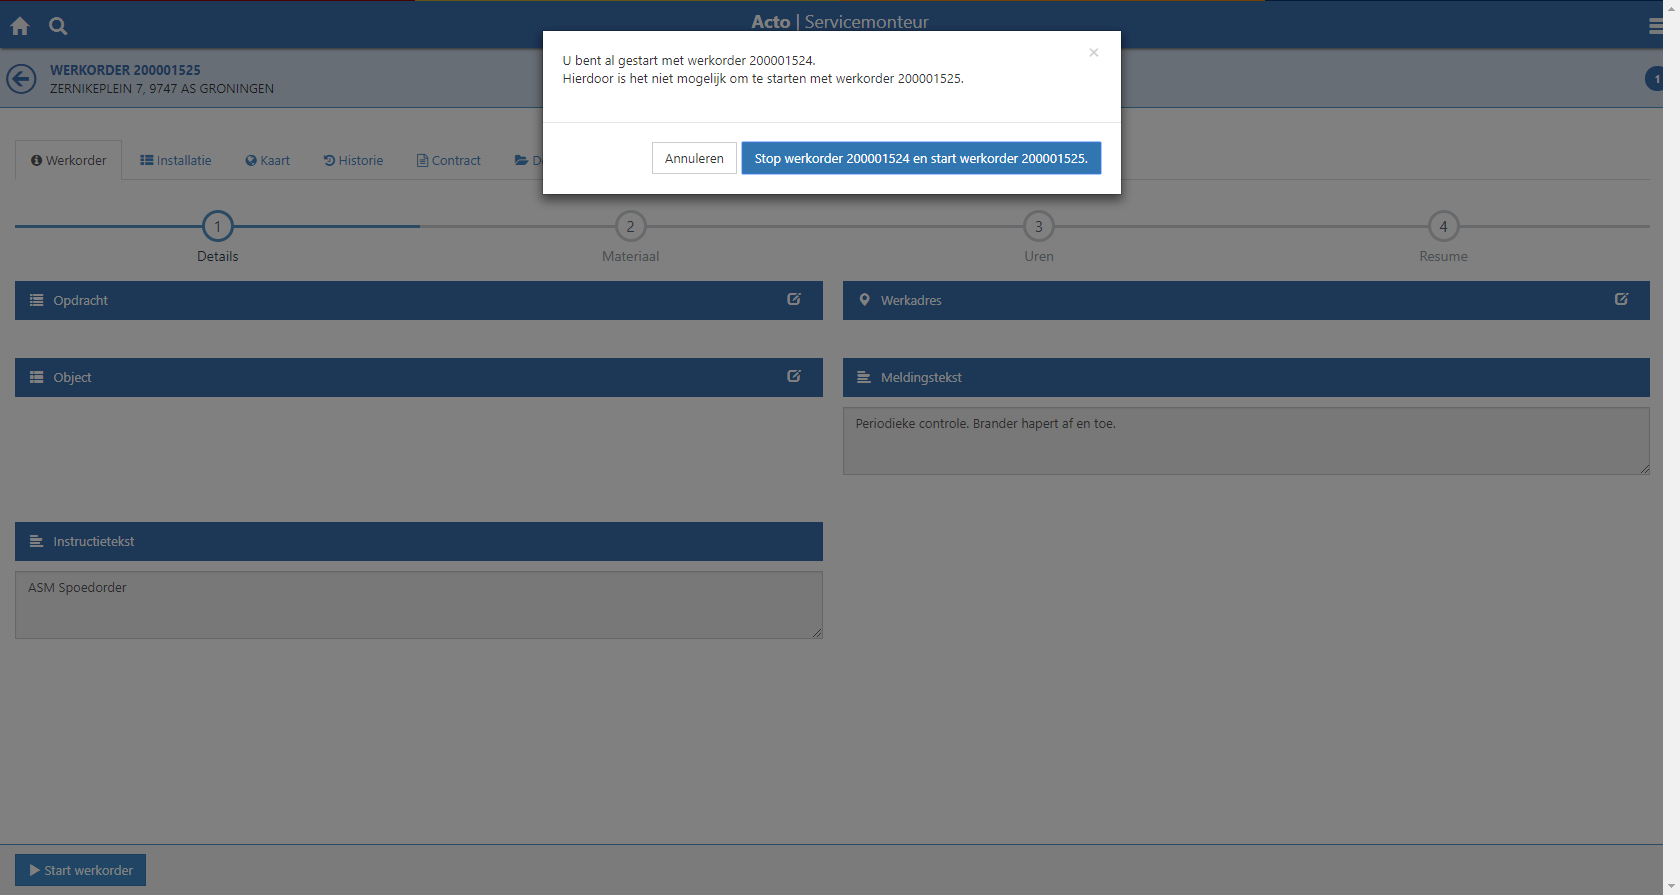 Acto | Servicemonteur
WERKORDER 200001525
ZERNIKEPLEIN 7, 9747 AS GRONINGEN
1
U bent al gestart met werkorder 200001524.
Hierdoor is het niet mogelijk om te starten met werkorder 200001525.
×
Annuleren
Stop werkorder 200001524 en start werkorder 200001525.
Werkorder
Installatie
Kaart
Historie
Contract
1
Details
2
Materiaal
3
Uren
4
Resume
Opdracht
Werkadres
Object
Meldingstekst
Periodieke controle. Brander hapert af en toe.
Instructietekst
ASM Spoedorder
Start werkorder